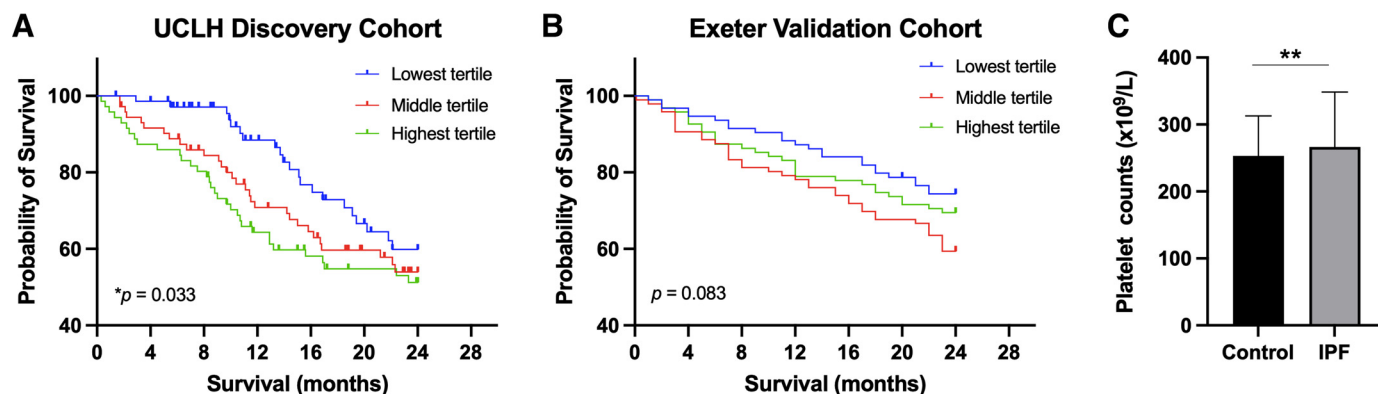 A
UCLH Discovery Cohort
Lowest tertile
Middle tertile
Highest tertile
Probability of Survival
100
80
60
40
*p = 0.033
0 4 8 12 16 20 24 28
Survival (months)
B
Exeter Validation Cohort
Lowest tertile
Middle tertile
Highest tertile
Probability of Survival
100
80
60
40
p = 0.083
0 4 8 12 16 20 24 28
Survival (months)
C
**
Platelet counts (x10⁹/L)
400
300
200
100
0
Control IPF